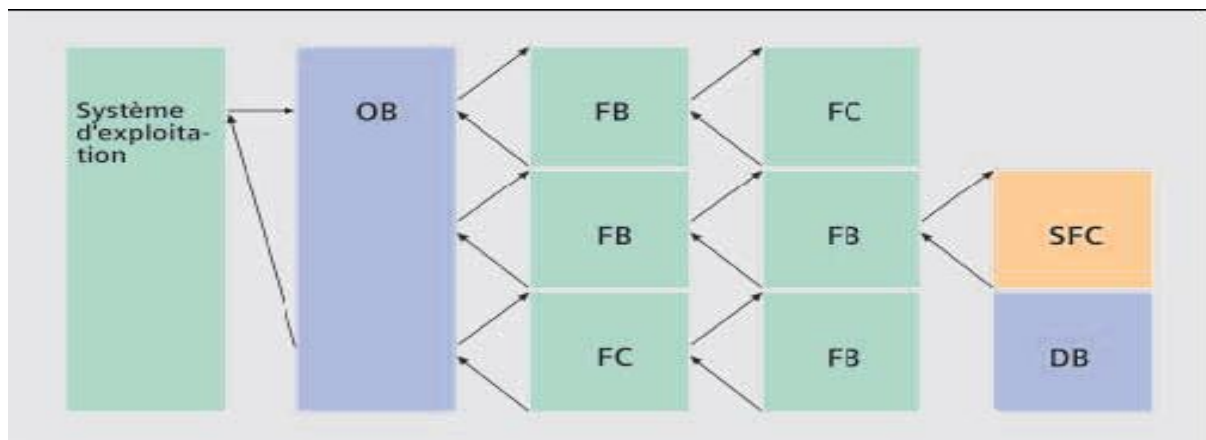 Système
d'exploita-
tion
OB
FB
FC
FB
FB
SFC
FC
FB
DB